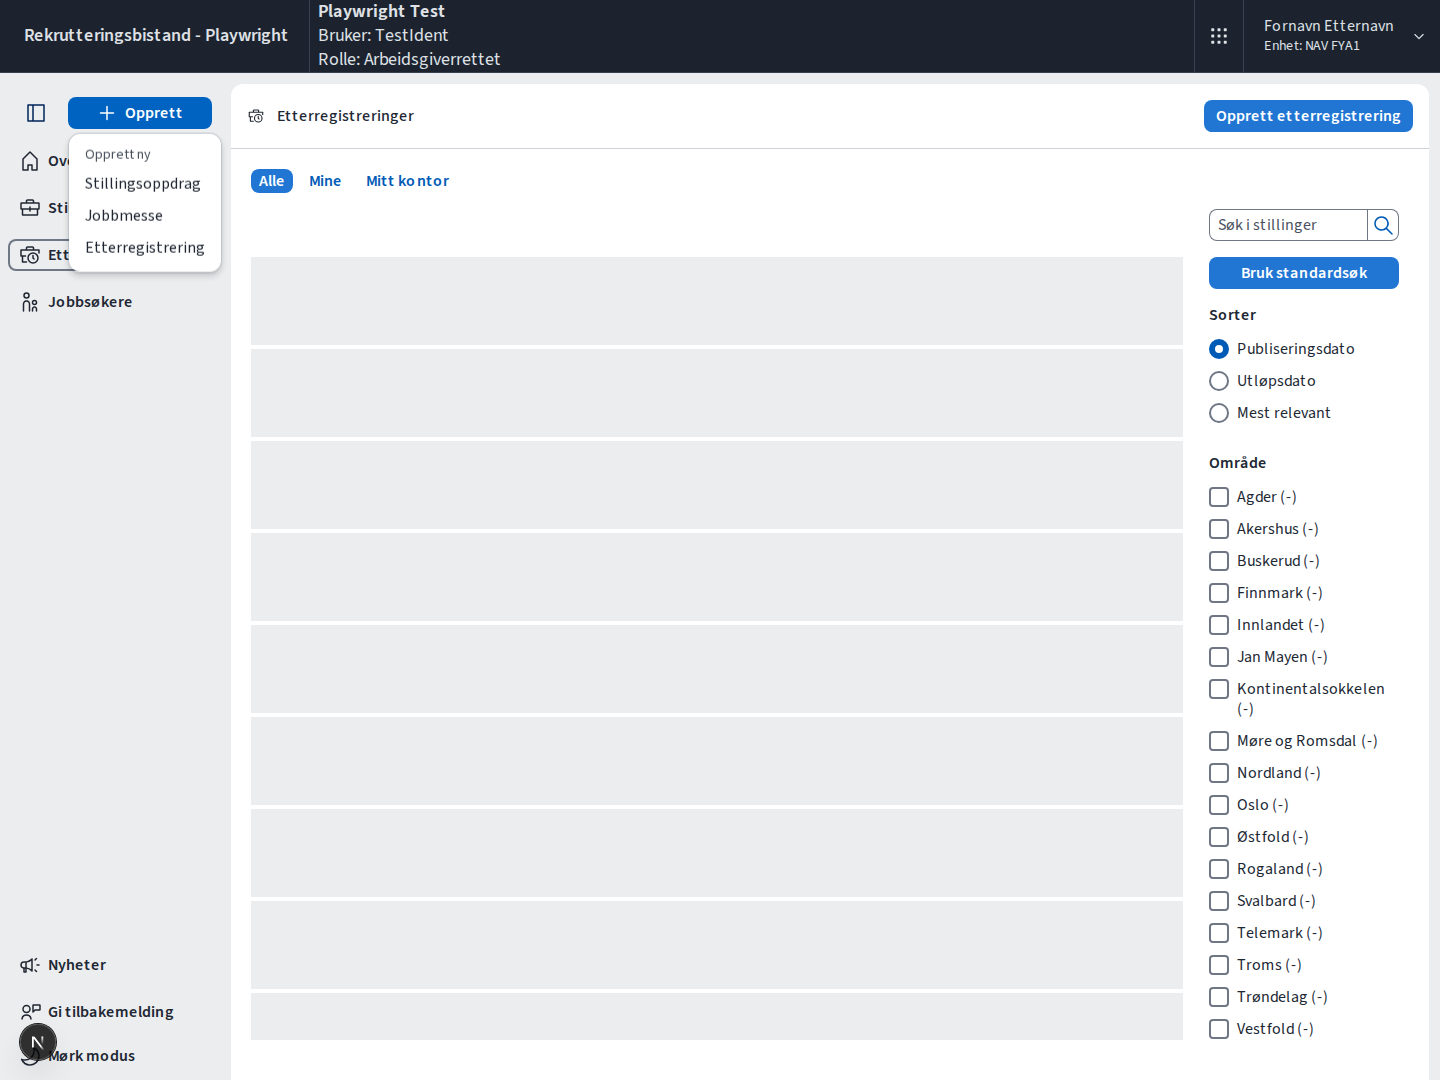 Rekrutteringsbistand - Playwright
Playwright Test
Bruker: TestIdent
Rolle: Arbeidsgiverrettet
Fornavn Etternavn
Enhet: NAV FYA1
Opprett
Opprett ny
Stillingsoppdrag
Jobbmesse
Etterregistrering
Jobbsøkere
Nyheter
Gi tilbakemelding
Mørk modus
Etterregistreringer
Opprett etterregistrering
Alle
Mine
Mitt kontor
Søk i stillinger
Bruk standardsøk
Sorter
Publiseringsdato
Utløpsdato
Mest relevant
Område
Agder (-)
Akershus (-)
Buskerud (-)
Finnmark (-)
Innlandet (-)
Jan Mayen (-)
Kontinentalsokkelen
(-)
Møre og Romsdal (-)
Nordland (-)
Oslo (-)
Østfold (-)
Rogaland (-)
Svalbard (-)
Telemark (-)
Troms (-)
Trøndelag (-)
Vestfold (-)